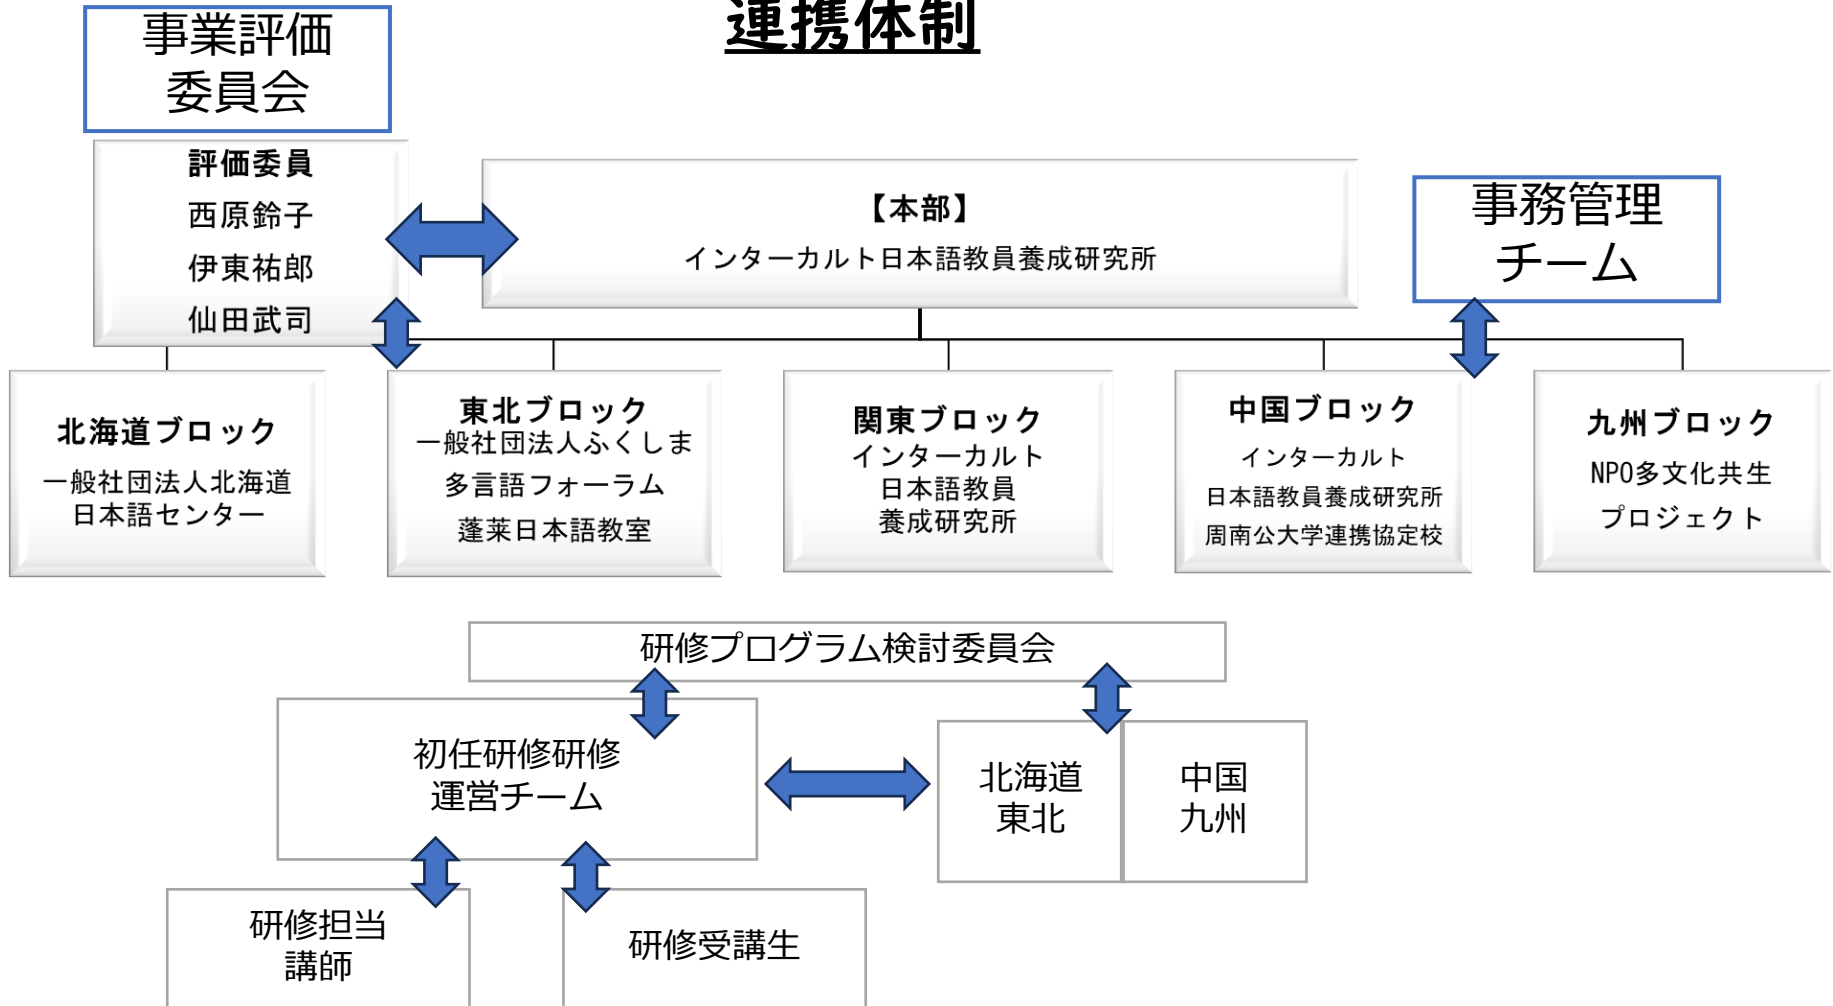 連携体制
事業評価
委員会
評価委員
西原鈴子
伊東祐郎
仙田武司
【本部】
インターカルト日本語教員養成研究所
事務管理
チーム
北海道ブロック
一般社団法人北海道
日本語センター
東北ブロック
一般社団法人ふくしま
多言語フォーラム
蓬莱日本語教室
関東ブロック
インターカルト
日本語教員
養成研究所
中国ブロック
インターカルト
日本語教員養成研究所
周南公大学連携協定校
九州ブロック
NPO多文化共生
プロジェクト
研修プログラム検討委員会
初任研修研修
運営チーム
北海道
東北
中国
九州
研修担当
講師
研修受講生